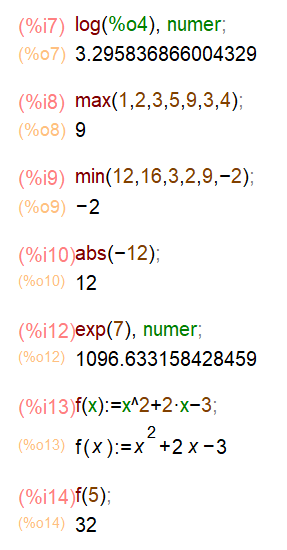 (%i7) log(%o4), numer;
(%o7) 3.295836866004329
(%i8) max(1,2,3,5,9,3,4);
(%o8) 9
(%i9) min(12,16,3,2,9,−2);
(%o9) −2
(%i10) abs(−12);
(%o10) 12
(%i12) exp(7), numer;
(%o12) 1096.633158428459
(%i13) f(x):=x^2+2·x−3;
(%o13) f(x):=x²+2 x−3
(%i14) f(5);
(%o14) 32